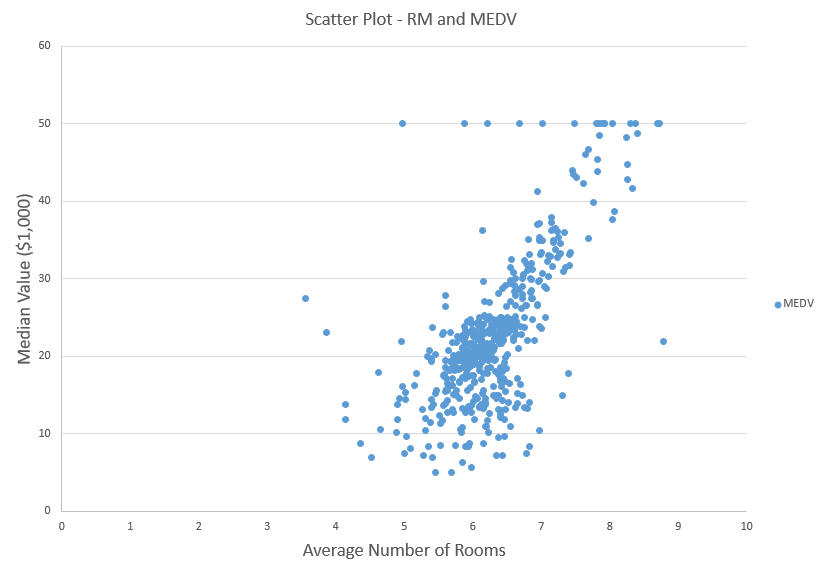 Scatter Plot - RM and MEDV
60
50
40
30
20
10
0
Median Value ($1,000)
MEDV
0 1 2 3 4 5 6 7 8 9 10
Average Number of Rooms